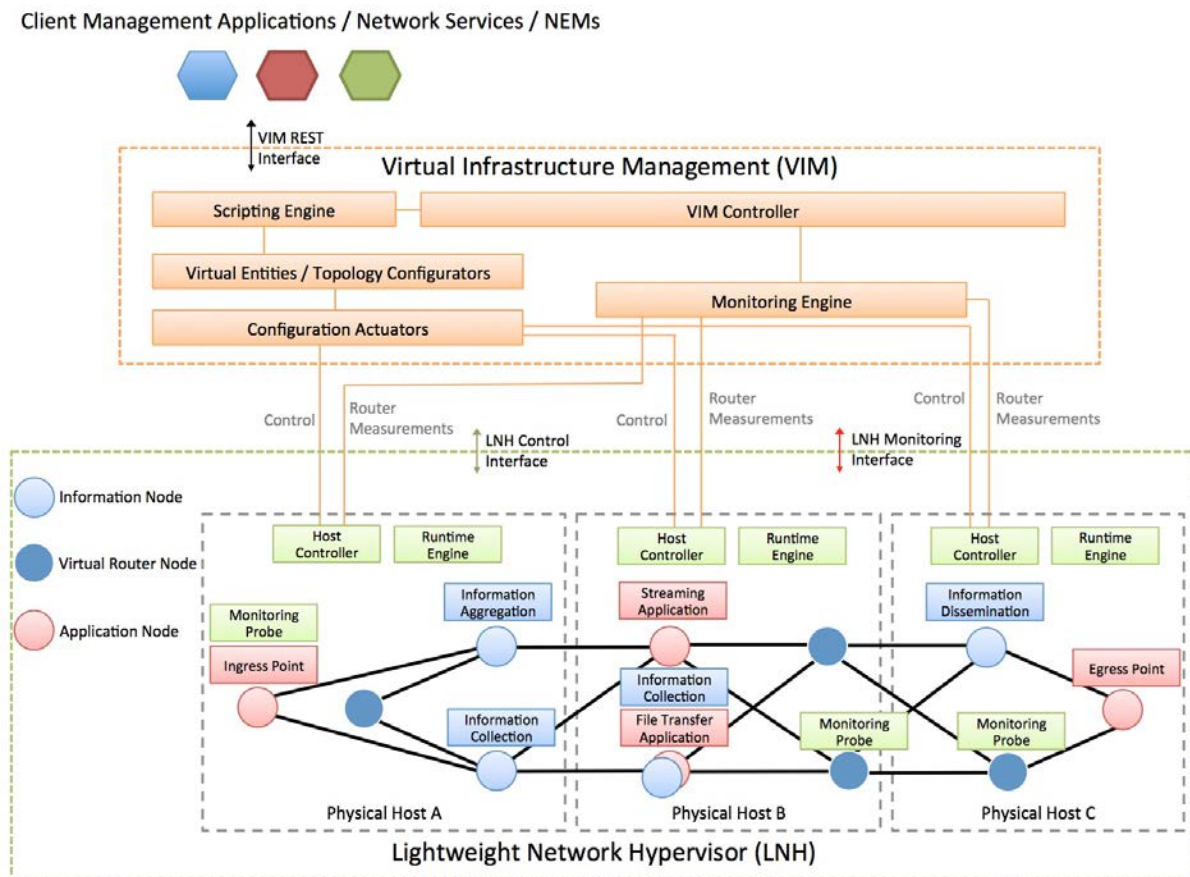 Client Management Applications / Network Services / NEMs
VIM REST
Interface
Virtual Infrastructure Management (VIM)
Scripting Engine
VIM Controller
Virtual Entities / Topology Configurators
Monitoring Engine
Configuration Actuators
Control
Router
Measurements
LNH Control
Interface
Control
Router
Measurements
LNH Monitoring
Interface
Control
Router
Measurements
Information Node
Virtual Router Node
Application Node
Host
Controller
Runtime
Engine
Host
Controller
Runtime
Engine
Host
Controller
Runtime
Engine
Monitoring
Probe
Ingress Point
Information
Aggregation
Information
Collection
Streaming
Application
Information
Collection
File Transfer
Application
Monitoring
Probe
Information
Dissemination
Monitoring
Probe
Egress Point
Physical Host A
Physical Host B
Physical Host C
Lightweight Network Hypervisor (LNH)